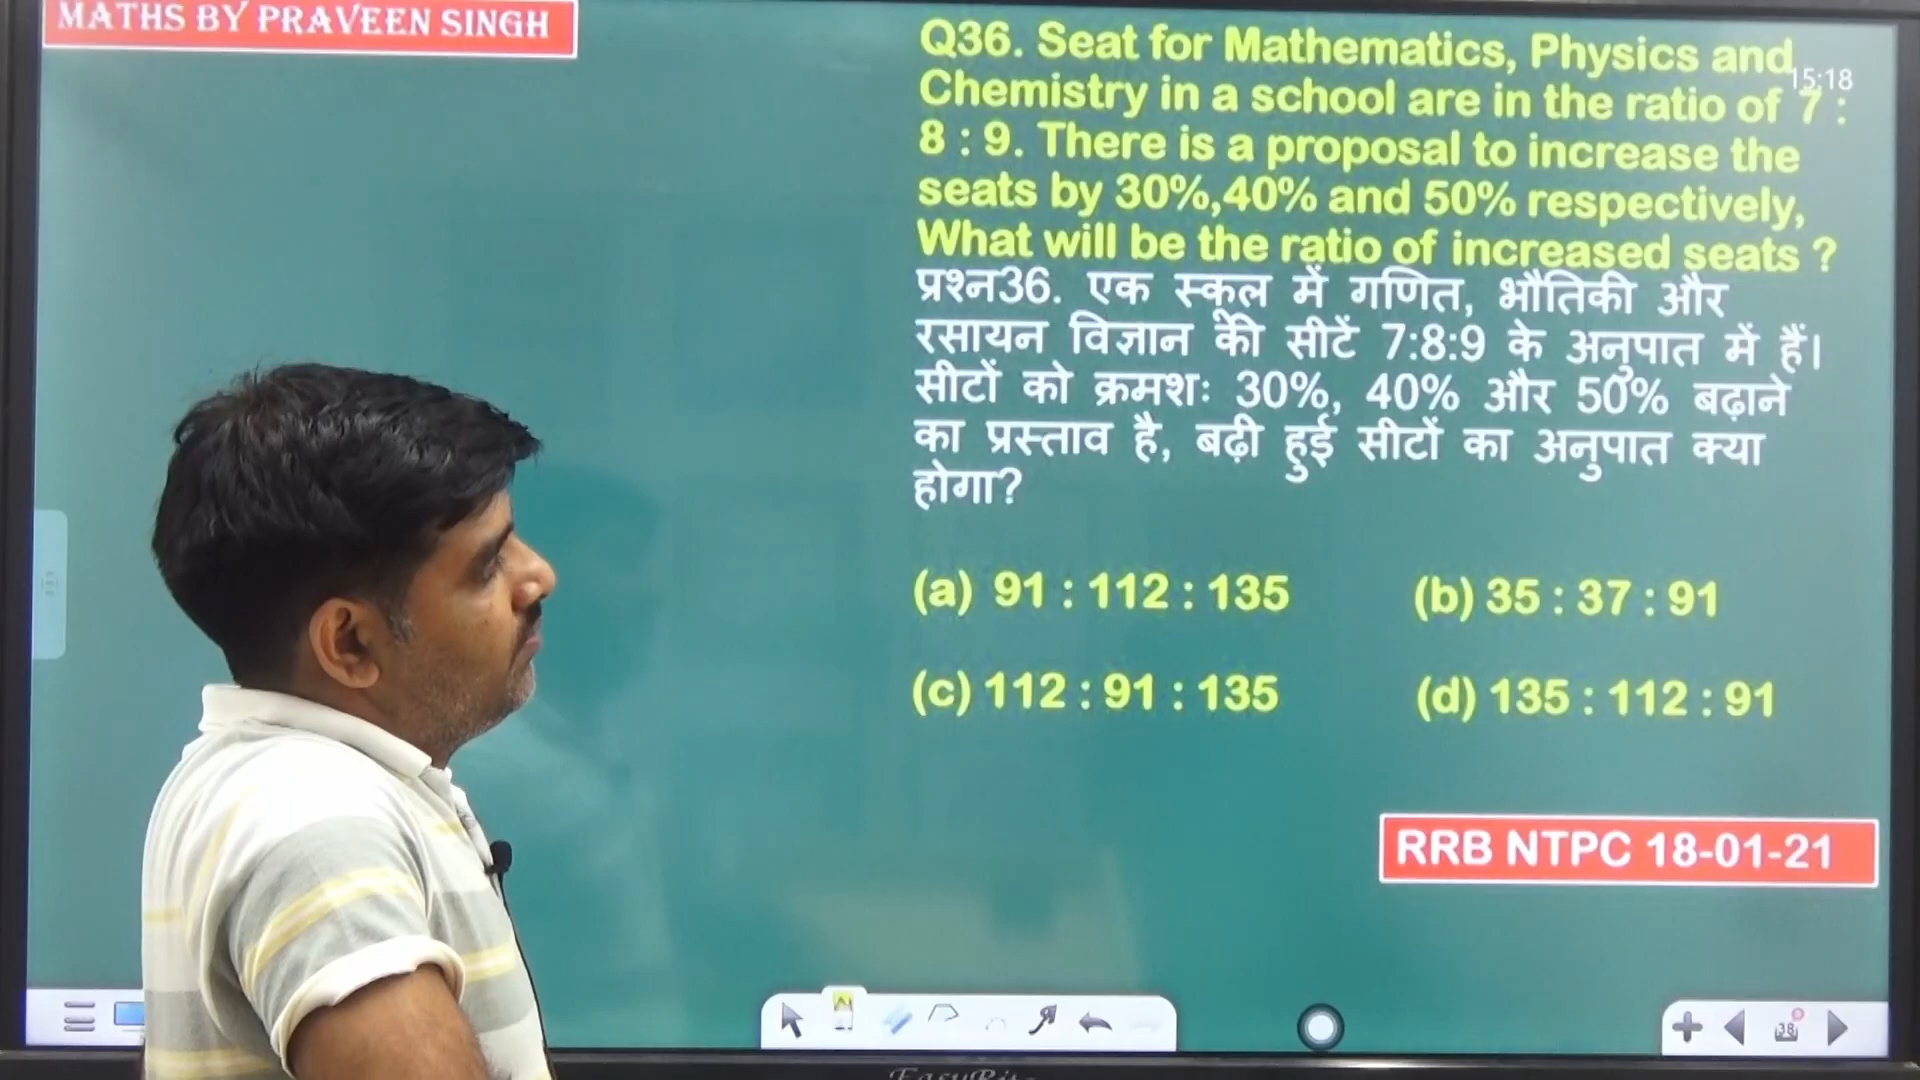 MATHS BY PRAVEEN SINGH
Q36. Seat for Mathematics, Physics and
15:18
Chemistry in a school are in the ratio of 7 :
8 : 9. There is a proposal to increase the
seats by 30%,40% and 50% respectively,
What will be the ratio of increased seats ?
प्रश्न36. एक स्कूल में गणित, भौतिकी और
रसायन विज्ञान की सीटें 7:8:9 के अनुपात में हैं।
सीटों को क्रमशः 30%, 40% और 50% बढ़ाने
का प्रस्ताव है, बढ़ी हुई सीटों का अनुपात क्या
होगा?
(a) 91 : 112 : 135 (b) 35 : 37 : 91
(c) 112 : 91 : 135 (d) 135 : 112 : 91
RRB NTPC 18-01-21
38